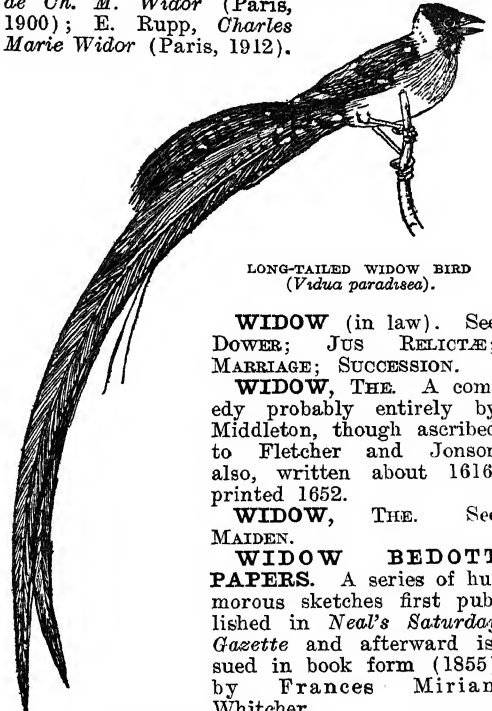 de Ch. M. Widor (Paris,
1900); E. Rupp, Charles
Marie Widor (Paris, 1912).
LONG-TAILED WIDOW BIRD
(Vidua paradisea).
WIDOW (in law). See
DOWER; JUS RELICTÆ;
MARRIAGE; SUCCESSION.
WIDOW, THE. A com
edy probably entirely by
Middleton, though ascribed
to Fletcher and Jonson
also, written about 1616
printed 1652.
WIDOW, THE. See
MAIDEN.
WIDOW BEDOTT
PAPERS. A series of hu
morous sketches first pub
lished in Neal's Saturday
Gazette and afterward is
sued in book form (1855)
by Frances Miriam
Whitcher